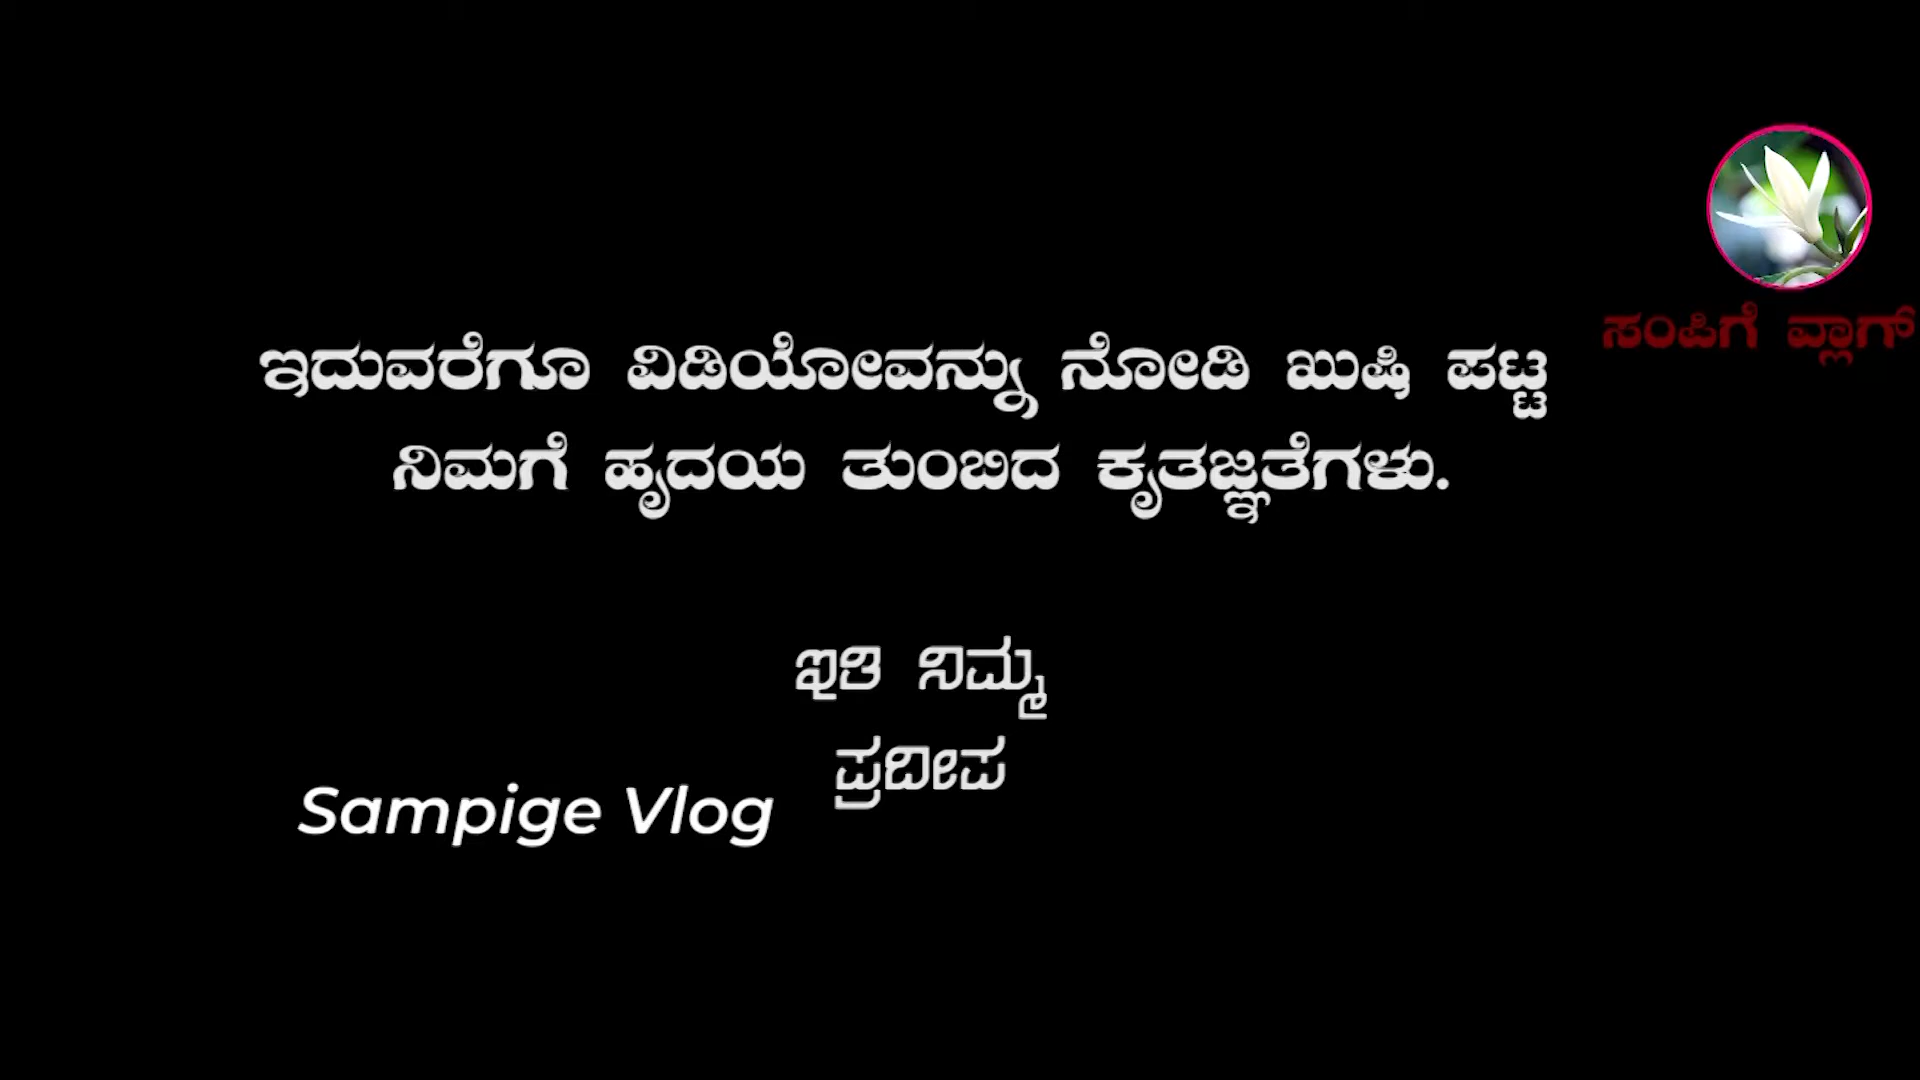 ಸಂಪಿಗೆ ವ್ಲಾಗ್
ಇದುವರೆಗೂ ವಿಡಿಯೋವನ್ನು ನೋಡಿ ಖುಷಿ ಪಟ್ಟ
ನಿಮಗೆ ಹೃದಯ ತುಂಬಿದ ಕೃತಜ್ಞತೆಗಳು.
ಇತಿ ನಿಮ್ಮ
ಪ್ರದೀಪ
Sampige Vlog